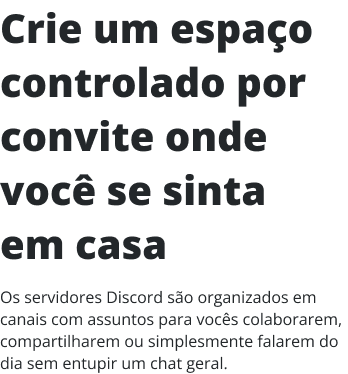 Crie um espaço
controlado por
convite onde
você se sinta
em casa
Os servidores Discord são organizados em
canais com assuntos para vocês colaborarem,
compartilharem ou simplesmente falarem do
dia sem entupir um chat geral.